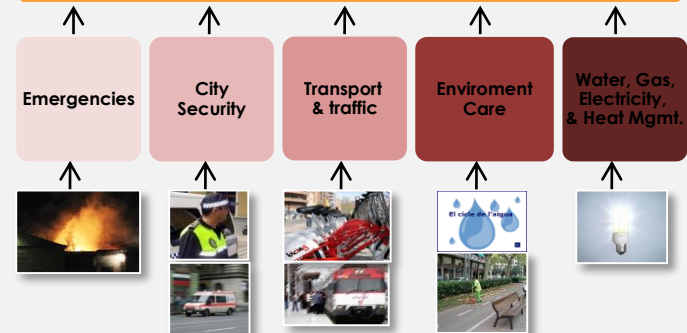 Emergencies
City
Security
Transport
& traffic
Enviroment
Care
Water, Gas,
Electricity,
& Heat Mgmt.
El cicle de l'aigua